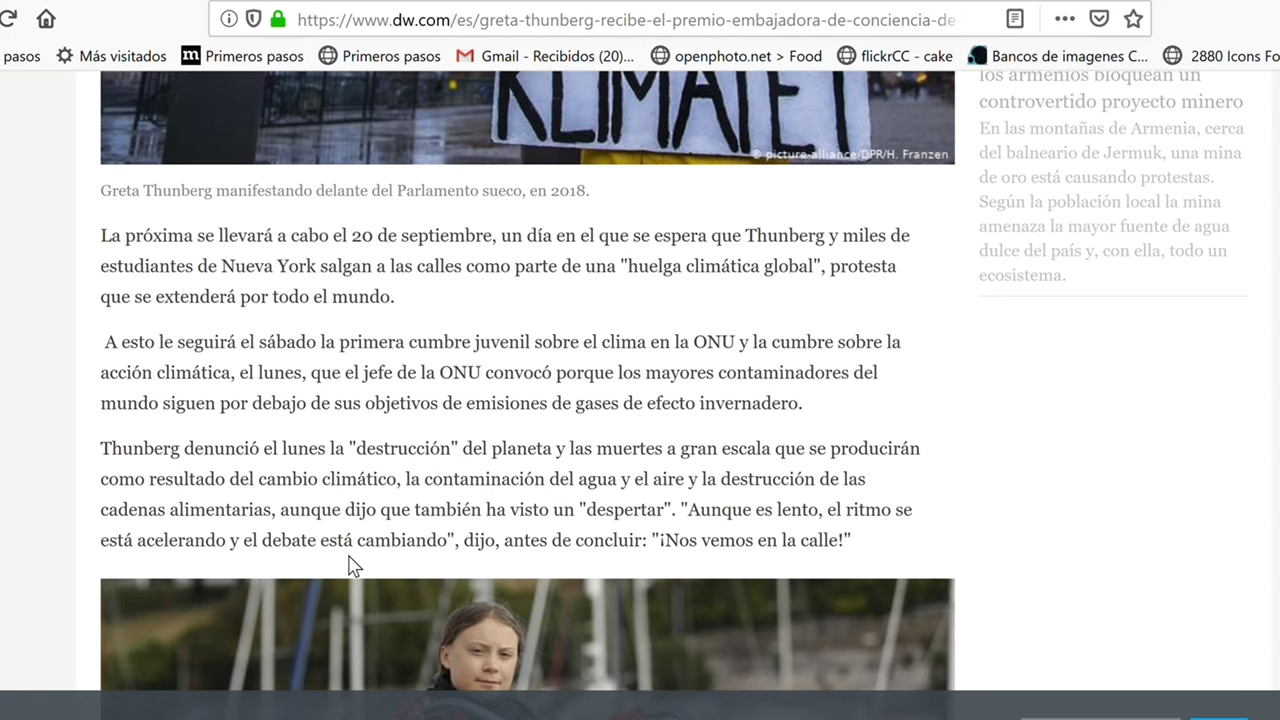 https://www.dw.com/es/greta-thunberg-recibe-el-premio-embajadora-de-conciencia-de-
pasos Más visitados Primeros pasos Primeros pasos Gmail - Recibidos (20)... openphoto.net > Food flickrCC - cake Bancos de imagenes C... 2880 Icons Fo
KLIMATET
© picture-alliance/DPR/H. Franzen
Greta Thunberg manifestando delante del Parlamento sueco, en 2018.
La próxima se llevará a cabo el 20 de septiembre, un día en el que se espera que Thunberg y miles de
estudiantes de Nueva York salgan a las calles como parte de una "huelga climática global", protesta
que se extenderá por todo el mundo.
A esto le seguirá el sábado la primera cumbre juvenil sobre el clima en la ONU y la cumbre sobre la
acción climática, el lunes, que el jefe de la ONU convocó porque los mayores contaminadores del
mundo siguen por debajo de sus objetivos de emisiones de gases de efecto invernadero.
Thunberg denunció el lunes la "destrucción" del planeta y las muertes a gran escala que se producirán
como resultado del cambio climático, la contaminación del agua y el aire y la destrucción de las
cadenas alimentarias, aunque dijo que también ha visto un "despertar". "Aunque es lento, el ritmo se
está acelerando y el debate está cambiando", dijo, antes de concluir: "¡Nos vemos en la calle!"
los armenios bloquean un
controvertido proyecto minero
En las montañas de Armenia, cerca
del balneario de Jermuk, una mina
de oro está causando protestas.
Según la población local la mina
amenaza la mayor fuente de agua
dulce del país y, con ella, todo un
ecosistema.